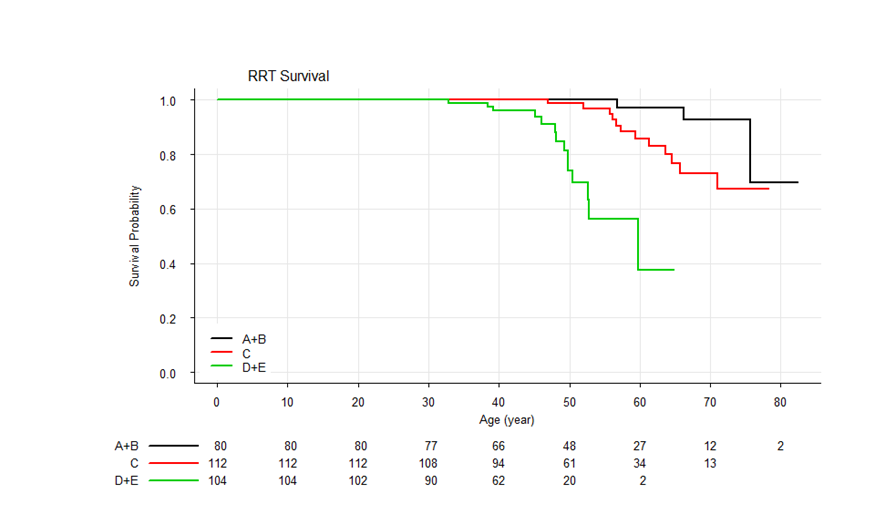 RRT Survival
1.0
0.8
0.6
0.4
0.2
0.0
Survival Probability
A+B
C
D+E
0 10 20 30 40 50 60 70 80
Age (year)
A+B 80 80 80 77 66 48 27 12 2
C 112 112 112 108 94 61 34 13
D+E 104 104 102 90 62 20 2